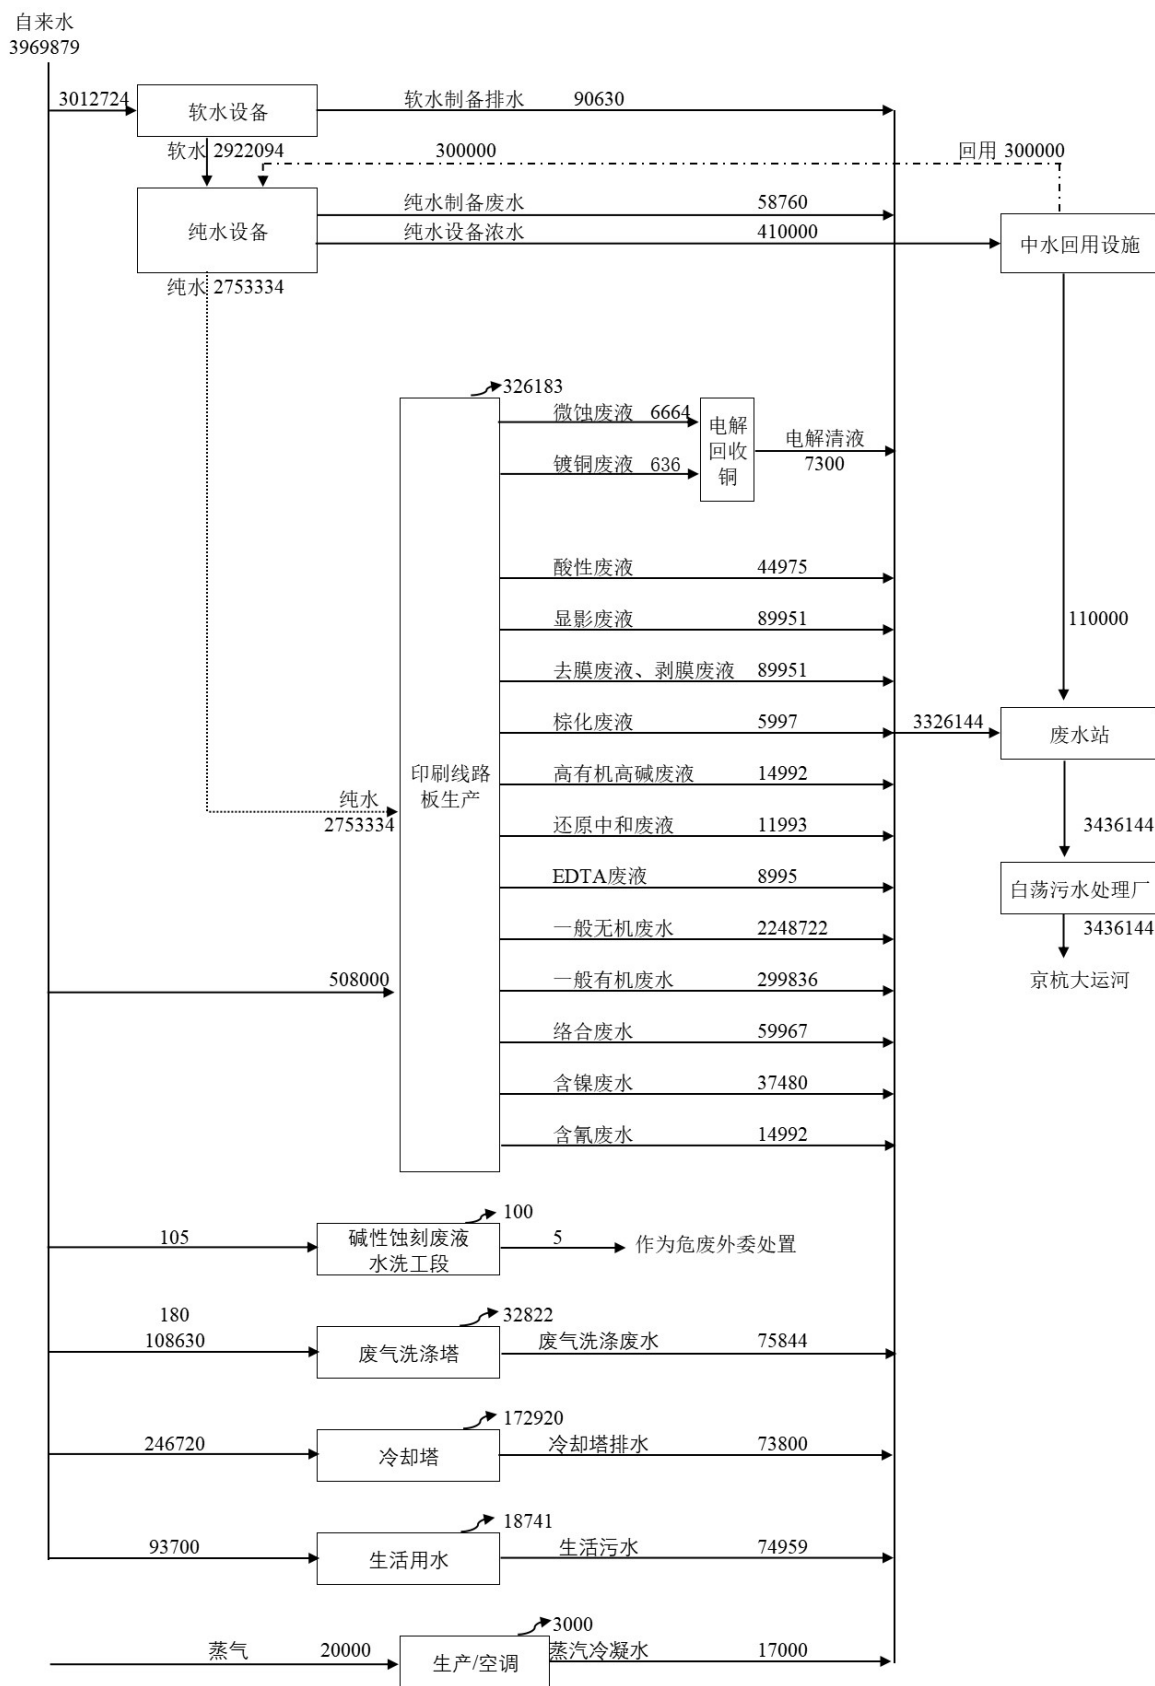 自来水
3969879
3012724
软水设备
软水制备排水 90630
软水 2922094
300000
回用 300000
纯水设备
纯水制备废水 58760
纯水设备浓水 410000
中水回用设施
纯水 2753334
326183
微蚀废液 6664
镀铜废液 636
电解
回收
铜
电解清液
7300
酸性废液 44975
显影废液 89951
110000
去膜废液、剥膜废液 89951
棕化废液 5997
3326144
废水站
印刷线路
板生产
高有机高碱废液 14992
纯水
2753334
还原中和废液 11993
3436144
EDTA废液 8995
白荡污水处理厂
一般无机废水 2248722
3436144
508000
一般有机废水 299836
京杭大运河
络合废水 59967
含镍废水 37480
含氰废水 14992
100
105
碱性蚀刻废液
水洗工段
5
作为危废外委处置
180
108630
32822
废气洗涤塔
废气洗涤废水 75844
172920
246720
冷却塔
冷却塔排水 73800
18741
93700
生活用水
生活污水 74959
3000
蒸气 20000
生产/空调
蒸汽冷凝水 17000